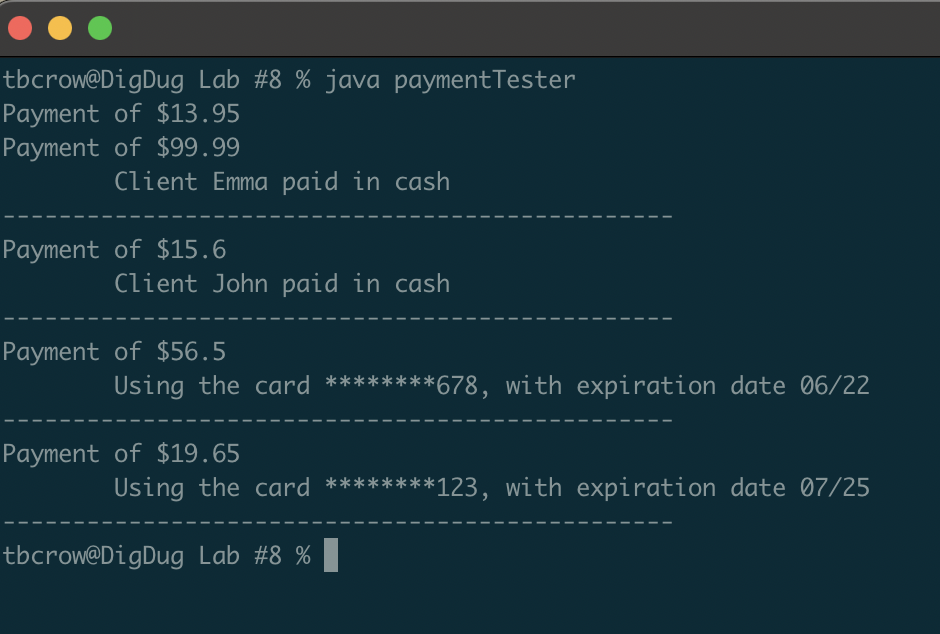 tbcrow@DigDug Lab #8 % java paymentTester
Payment of $13.95
Payment of $99.99
        Client Emma paid in cash
------------------------------------------------
Payment of $15.6
        Client John paid in cash
------------------------------------------------
Payment of $56.5
        Using the card ********678, with expiration date 06/22
------------------------------------------------
Payment of $19.65
        Using the card ********123, with expiration date 07/25
------------------------------------------------
tbcrow@DigDug Lab #8 %